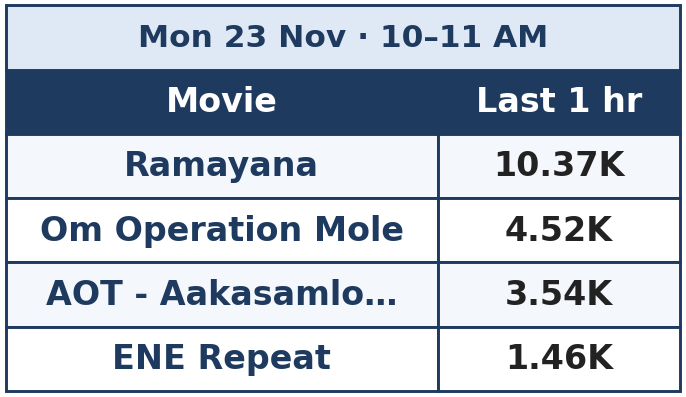 Mon 23 Nov · 10–11 AM
Movie Last 1 hr
Ramayana 10.37K
Om Operation Mole 4.52K
AOT - Aakasamlo... 3.54K
ENE Repeat 1.46K